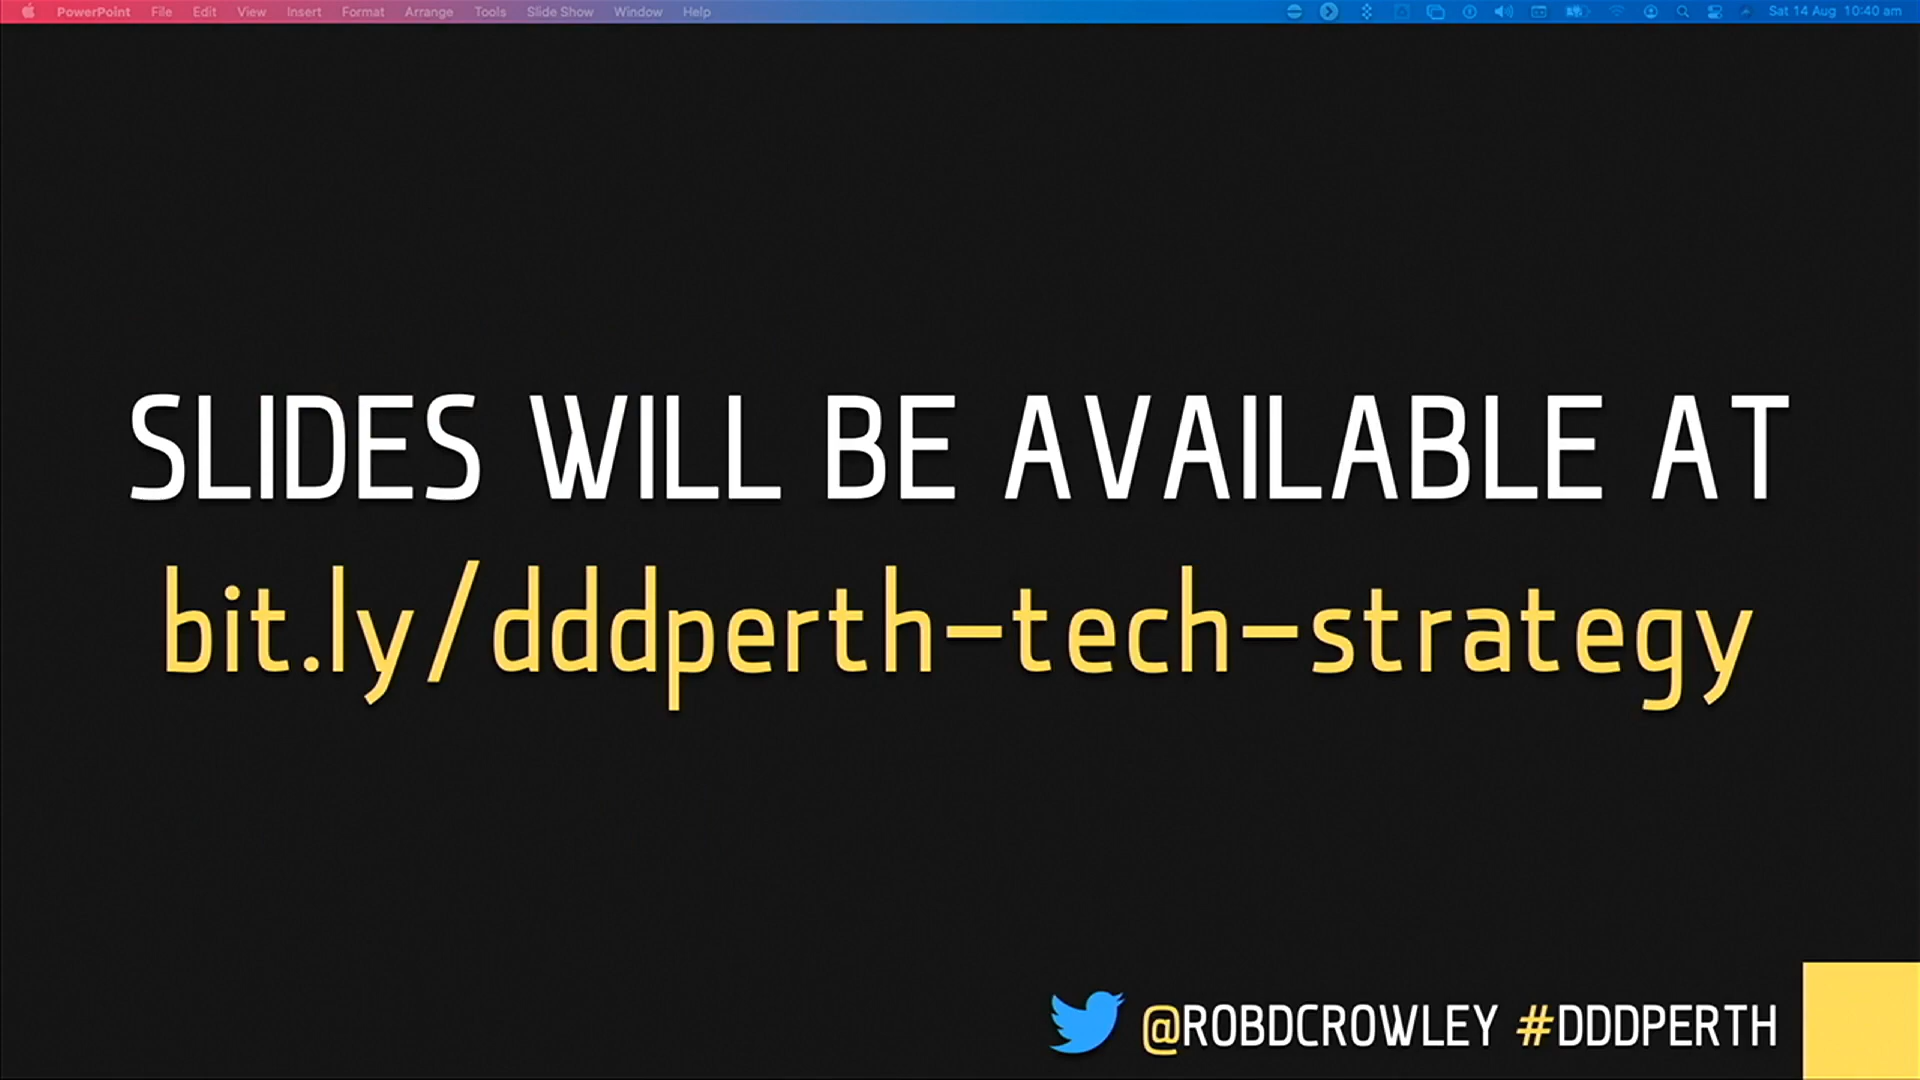 PowerPoint File Edit View Insert Format Arrange Tools Slide Show Window Help Sat 14 Aug 10:40 am
SLIDES WILL BE AVAILABLE AT
bit.ly/dddperth-tech-strategy
@ROBDCROWLEY #DDDPERTH